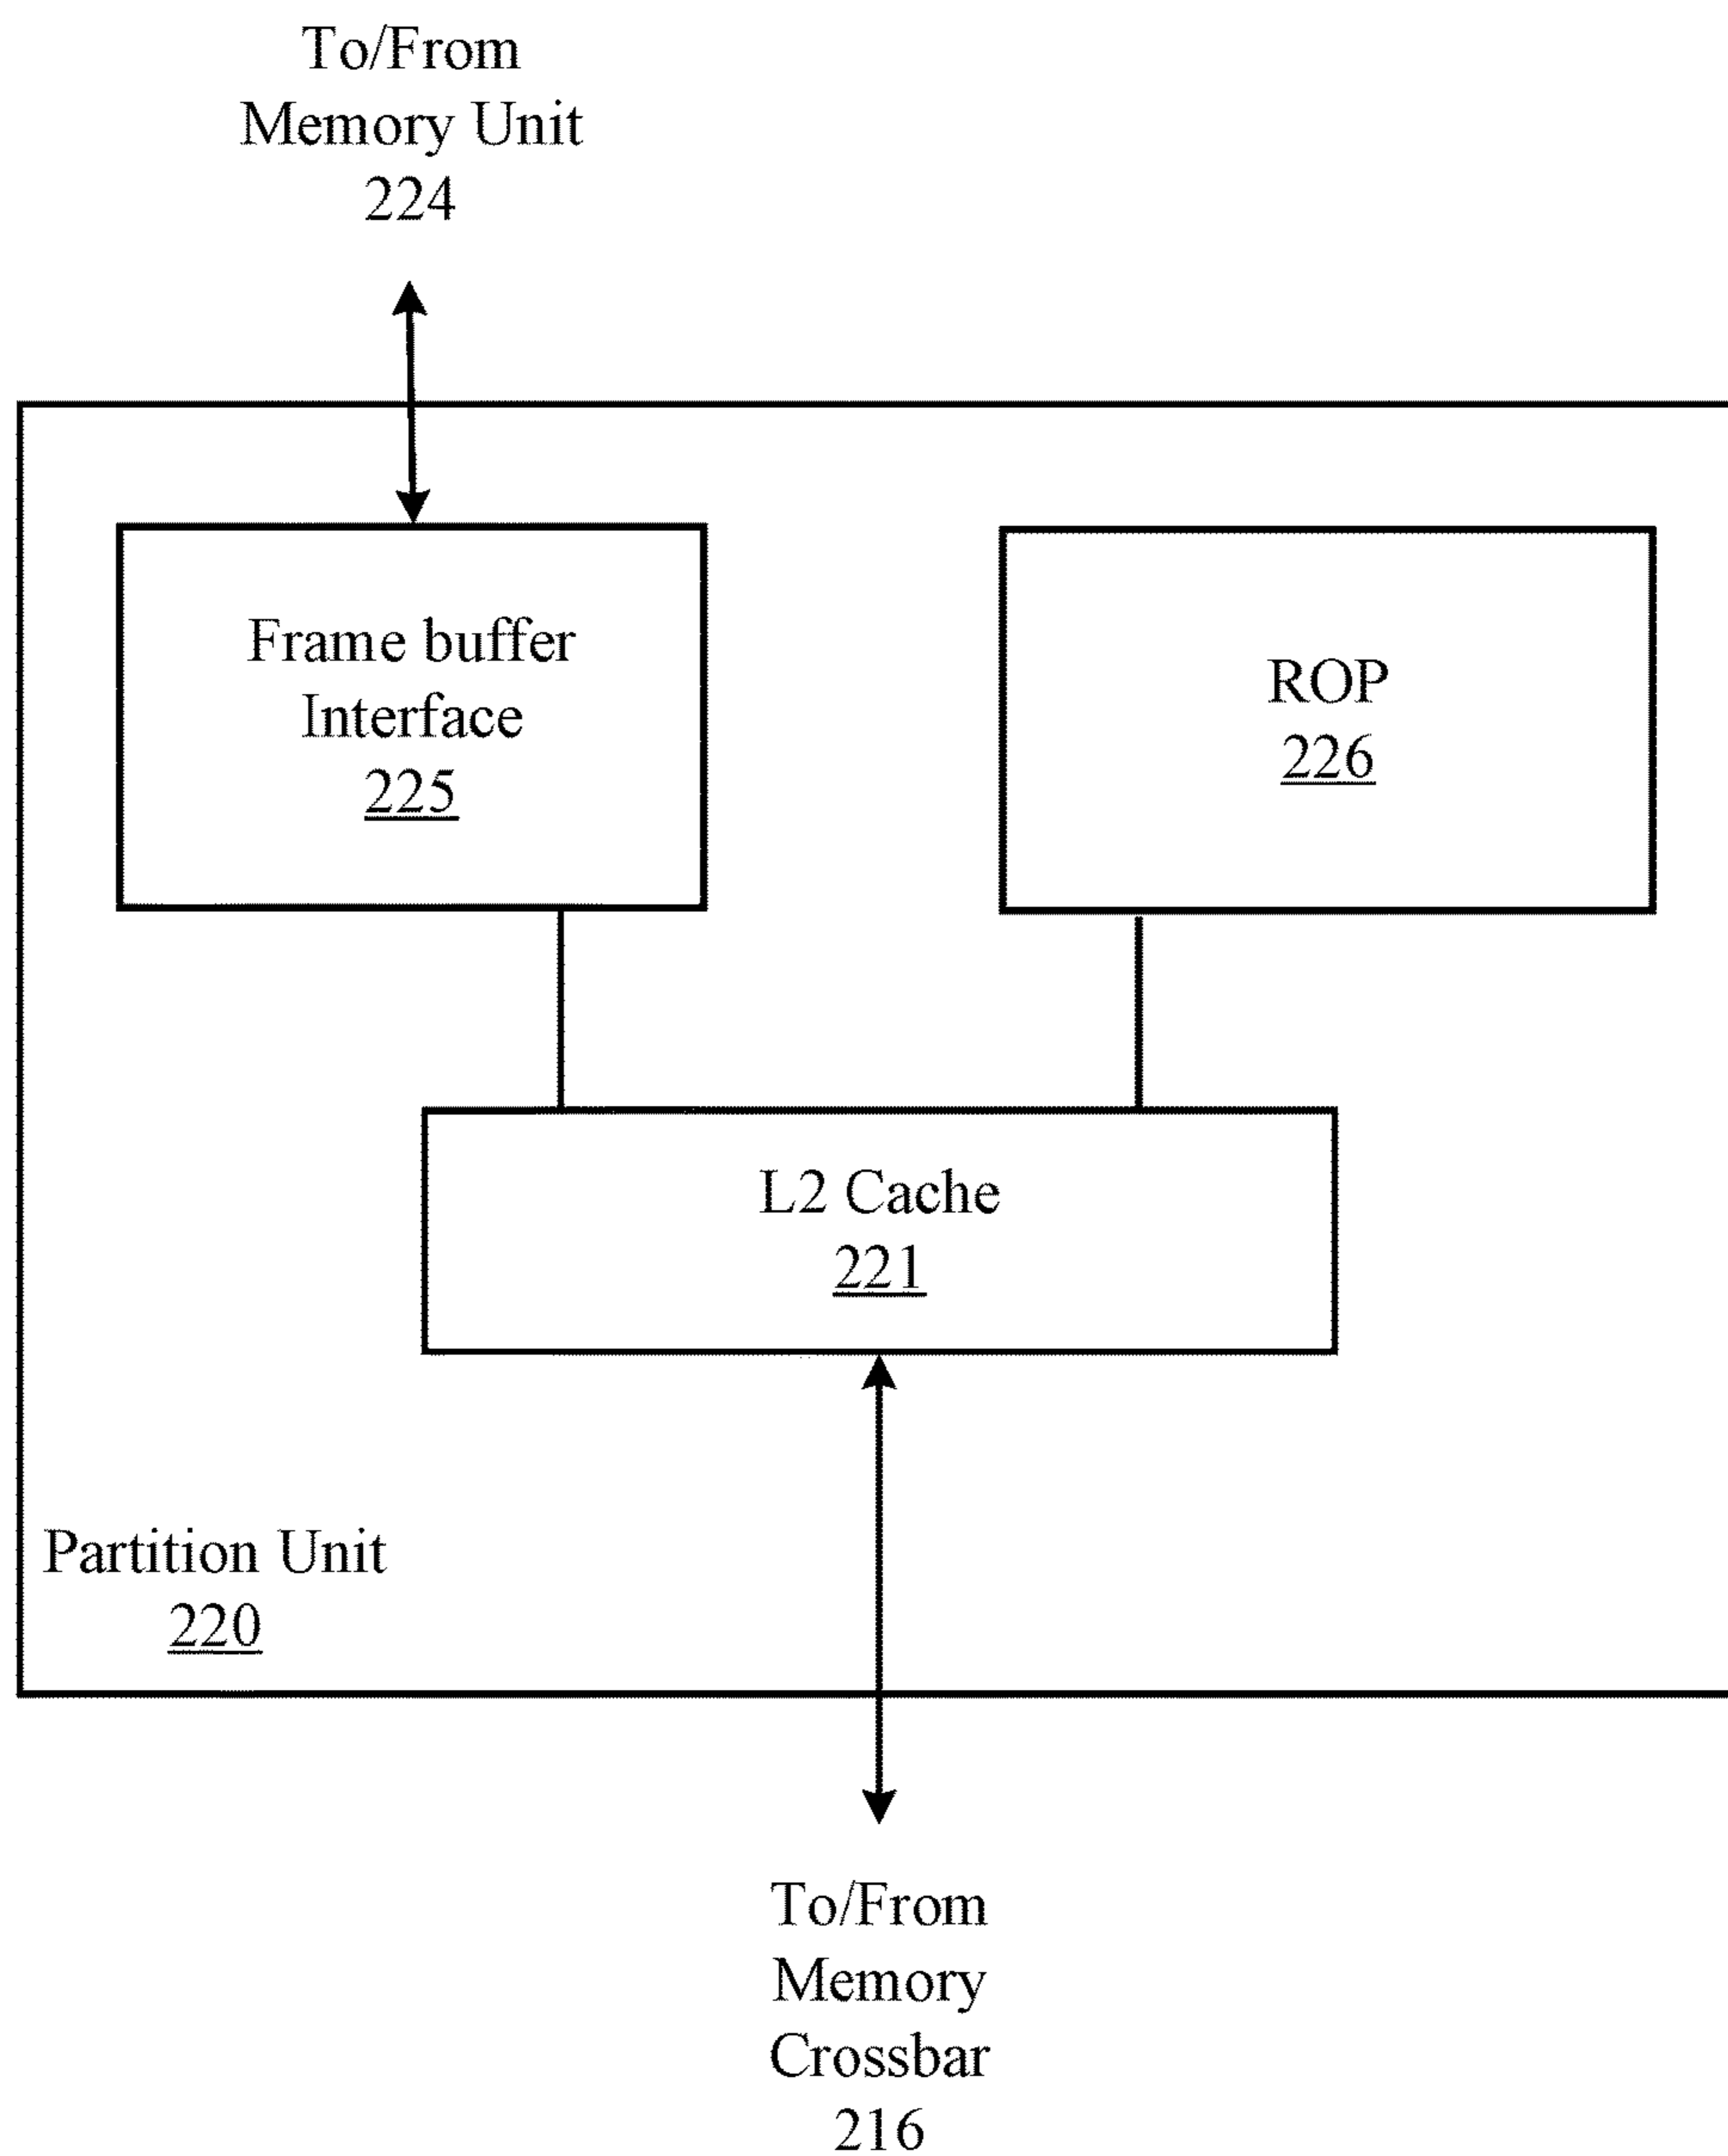 To/From
Memory Unit
224
Frame buffer
Interface
225
ROP
226
L2 Cache
221
Partition Unit
220
To/From
Memory
Crossbar
216